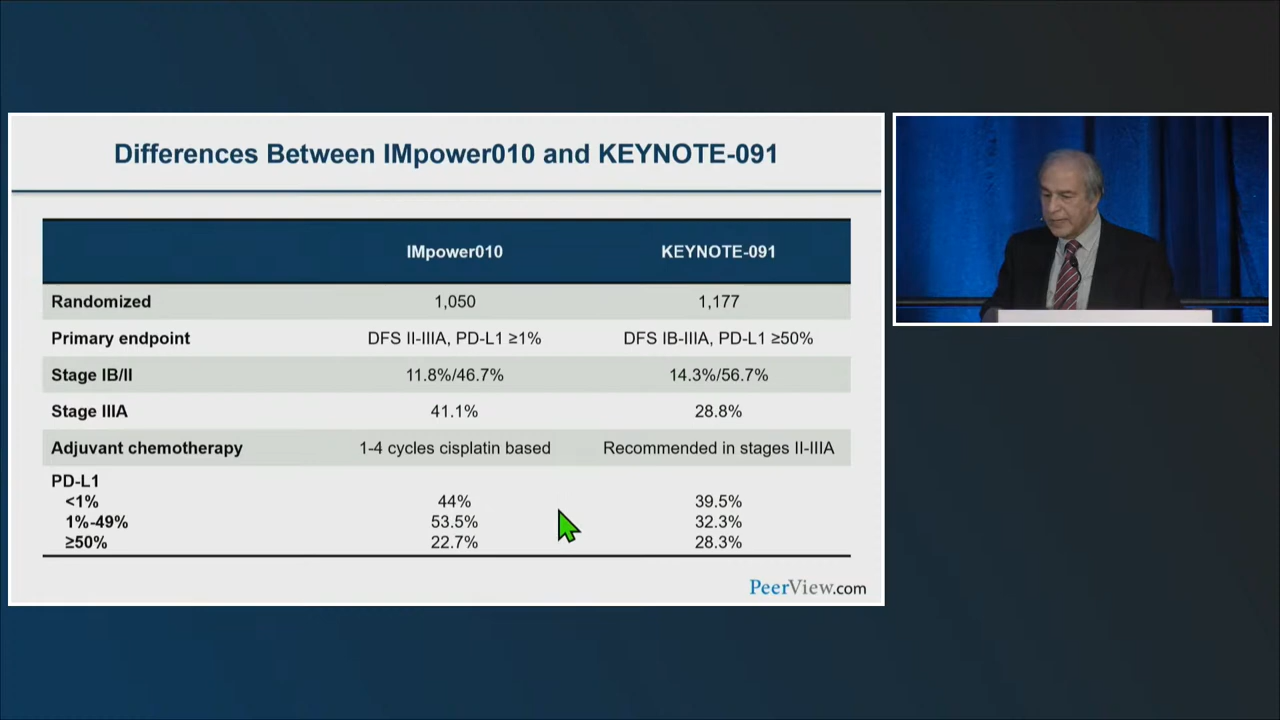 Differences Between IMpower010 and KEYNOTE-091
IMpower010 KEYNOTE-091
Randomized 1,050 1,177
Primary endpoint DFS II-IIIA, PD-L1 ≥1% DFS IB-IIIA, PD-L1 ≥50%
Stage IB/II 11.8%/46.7% 14.3%/56.7%
Stage IIIA 41.1% 28.8%
Adjuvant chemotherapy 1-4 cycles cisplatin based Recommended in stages II-IIIA
PD-L1
<1% 44% 39.5%
1%-49% 53.5% 32.3%
≥50% 22.7% 28.3%
PeerView.com